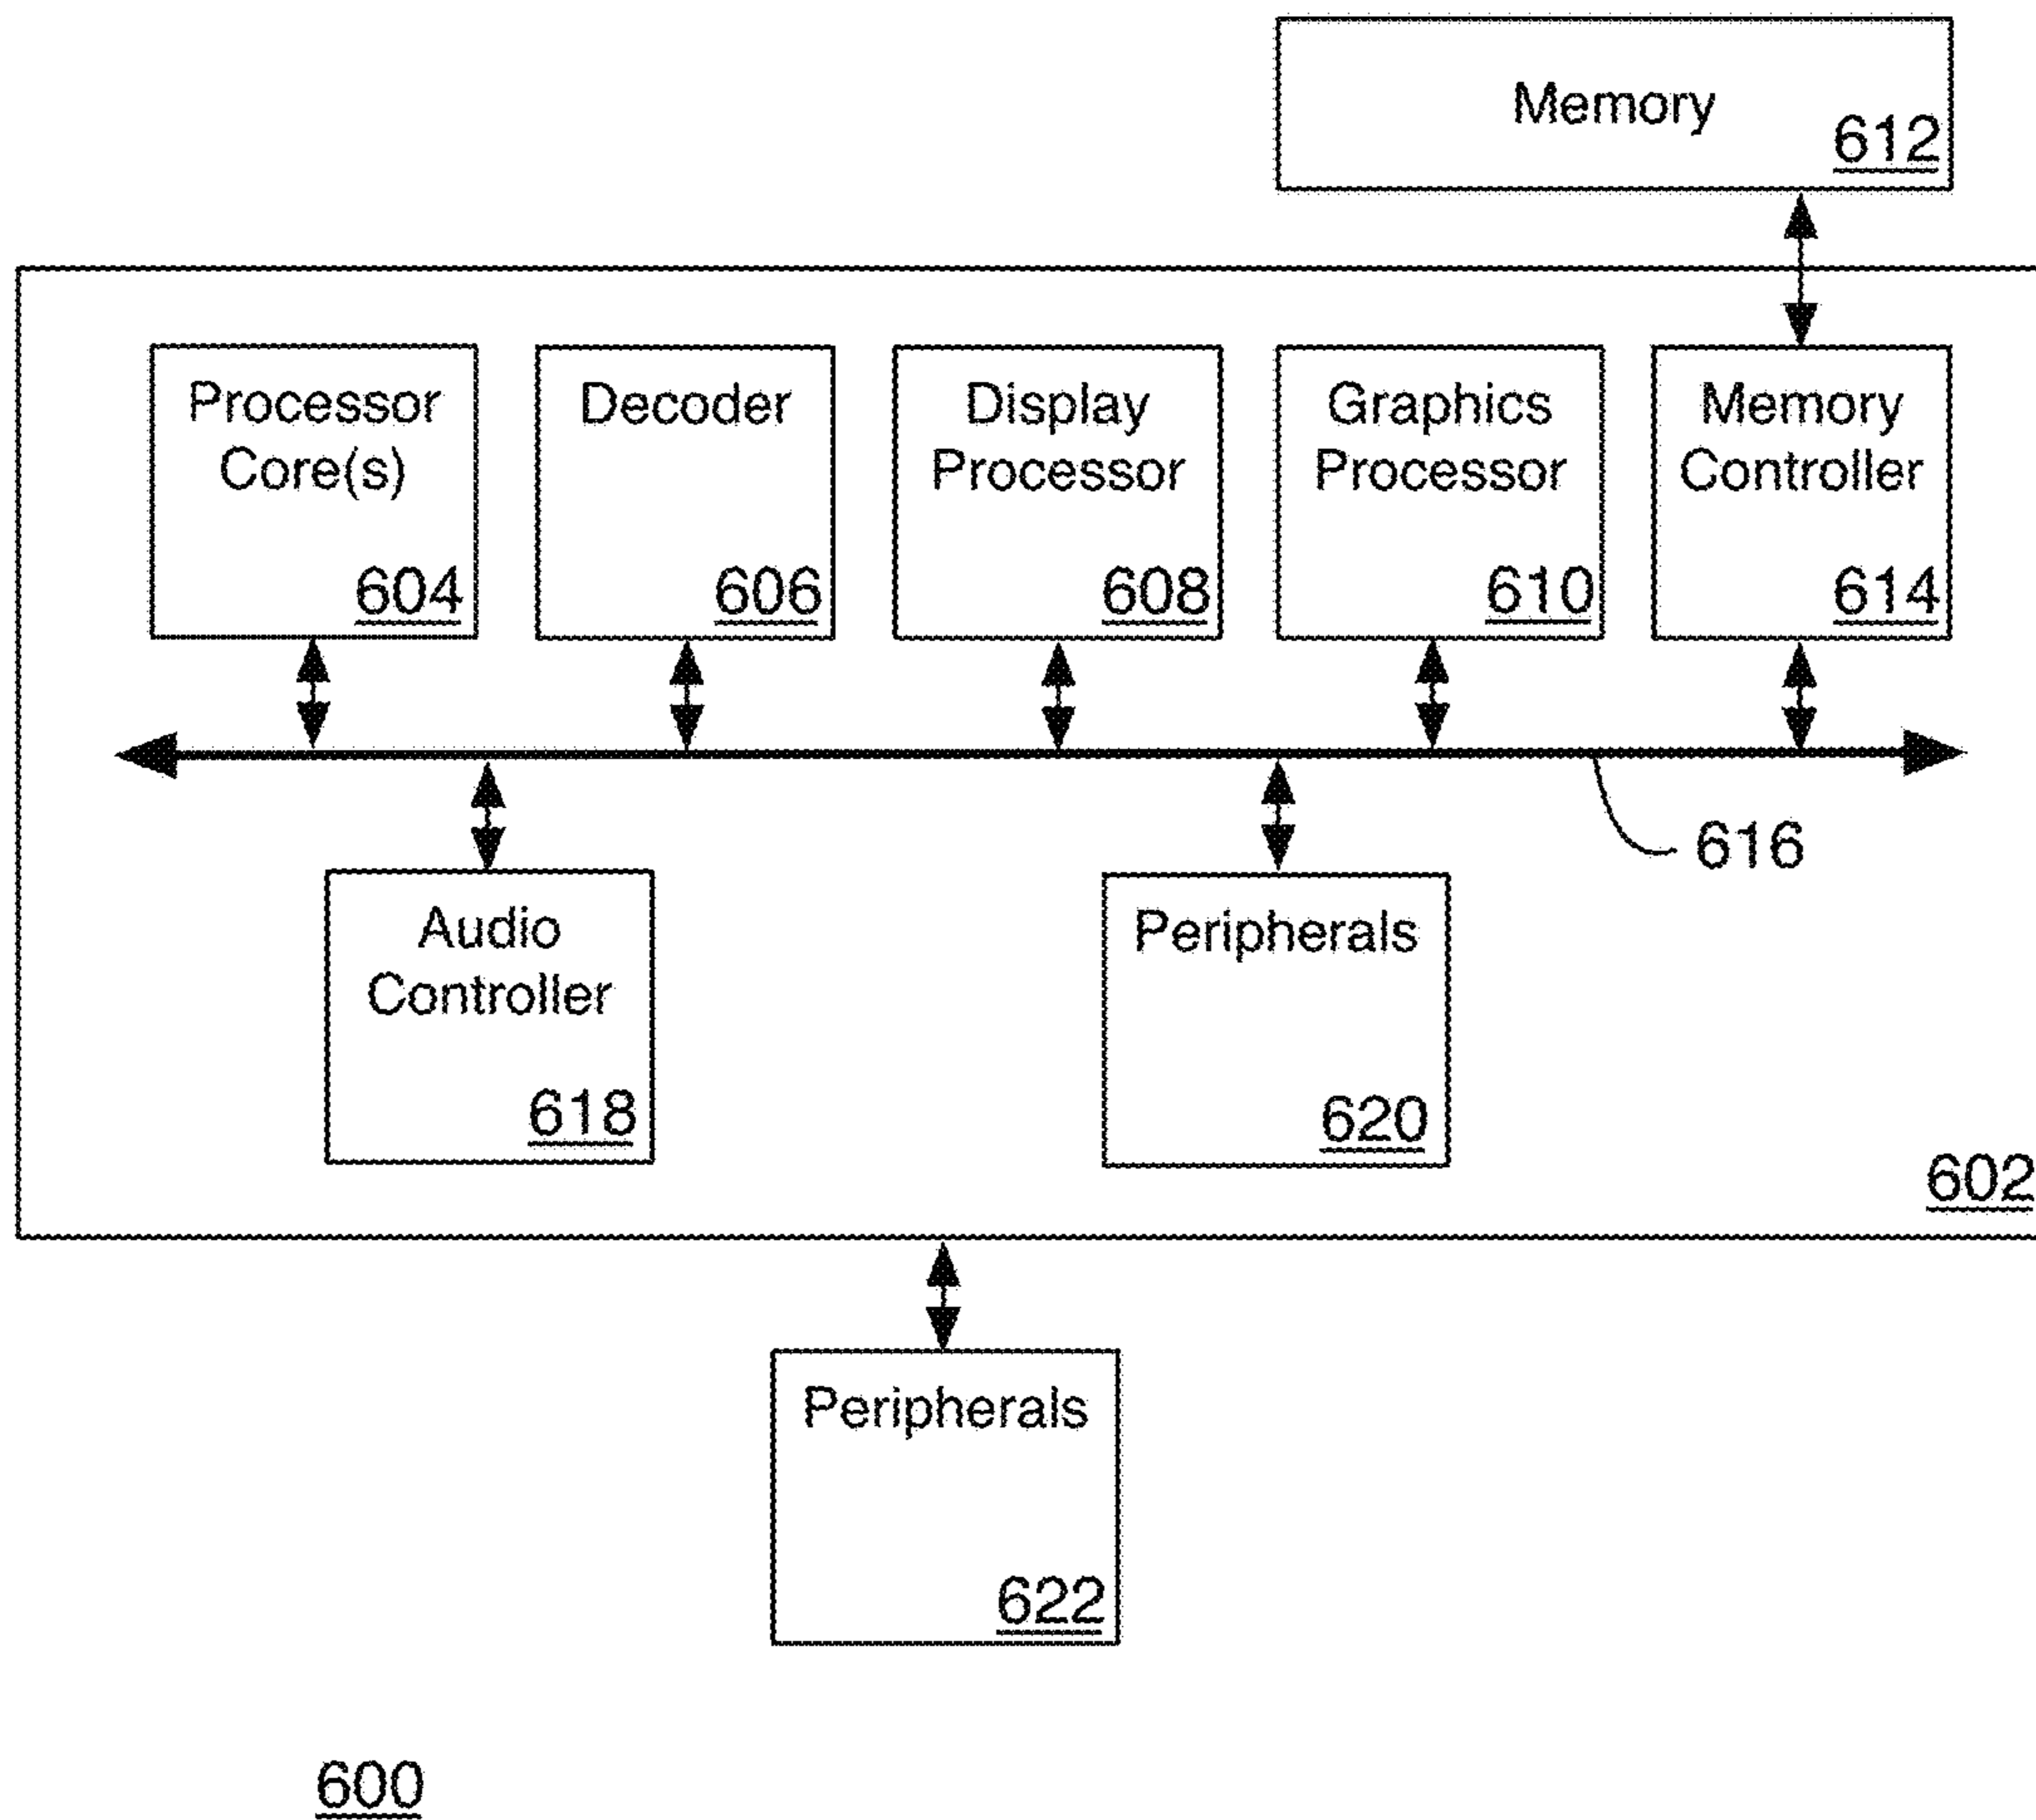 Memory
612
Processor
Core(s)
604
Decoder
606
Display
Processor
608
Graphics
Processor
610
Memory
Controller
614
616
Audio
Controller
618
Peripherals
620
602
Peripherals
622
600